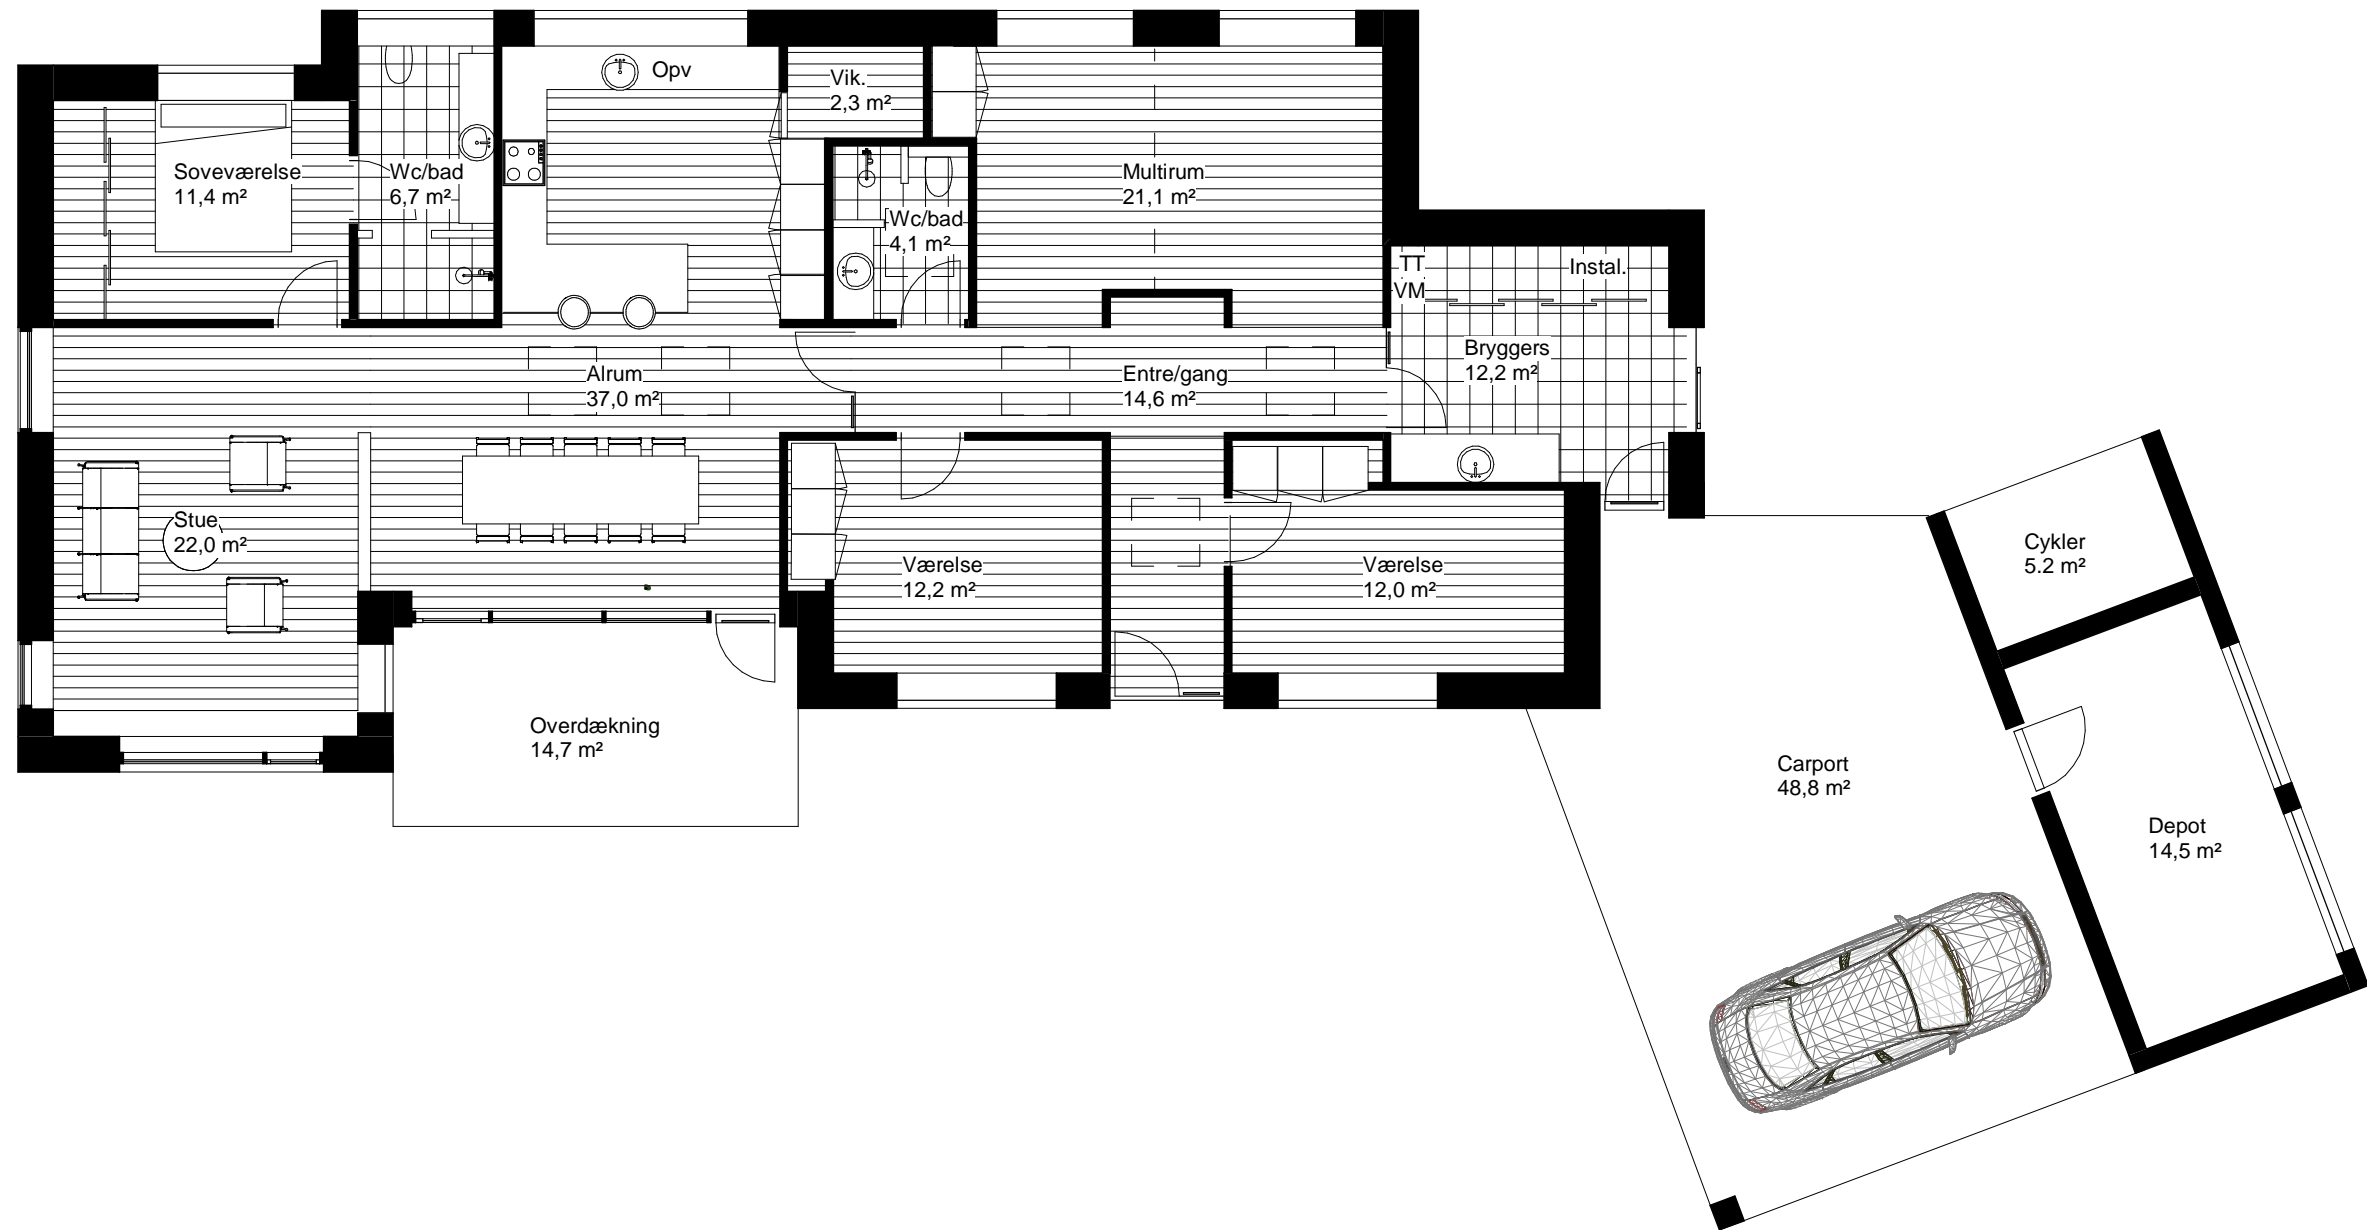 Opv
Vik.
2,3 m²
Soveværelse
11,4 m²
Wc/bad
6,7 m²
Multirum
21,1 m²
Wc/bad
4,1 m²
TT
VM
Instal.
Bryggers
12,2 m²
Alrum
37,0 m²
Entre/gang
14,6 m²
Stue
22,0 m²
Værelse
12,2 m²
Værelse
12,0 m²
Cykler
5.2 m²
Overdækning
14,7 m²
Carport
48,8 m²
Depot
14,5 m²